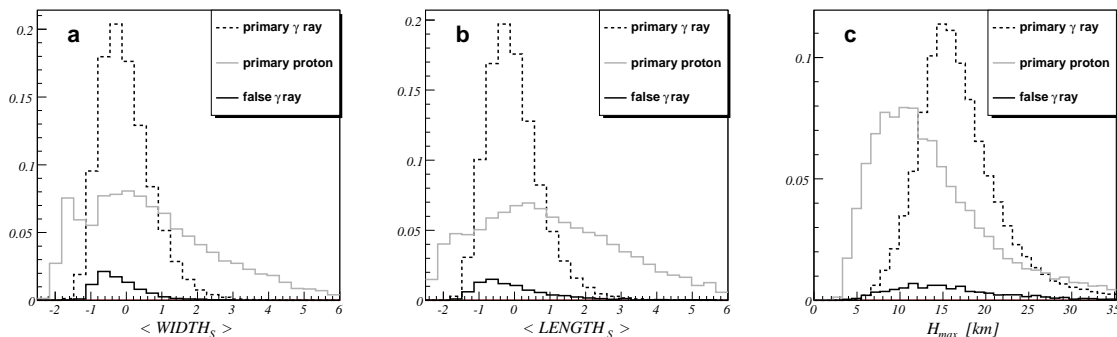 a
primary γ ray
primary proton
false γ ray
0.2
0.15
0.1
0.05
0
-2 -1 0 1 2 3 4 5 6
< WIDTH_S >
b
primary γ ray
primary proton
false γ ray
0.2
0.15
0.1
0.05
0
-2 -1 0 1 2 3 4 5 6
< LENGTH_S >
c
primary γ ray
primary proton
false γ ray
0.1
0.05
0
0 5 10 15 20 25 30 35
H_max [km]